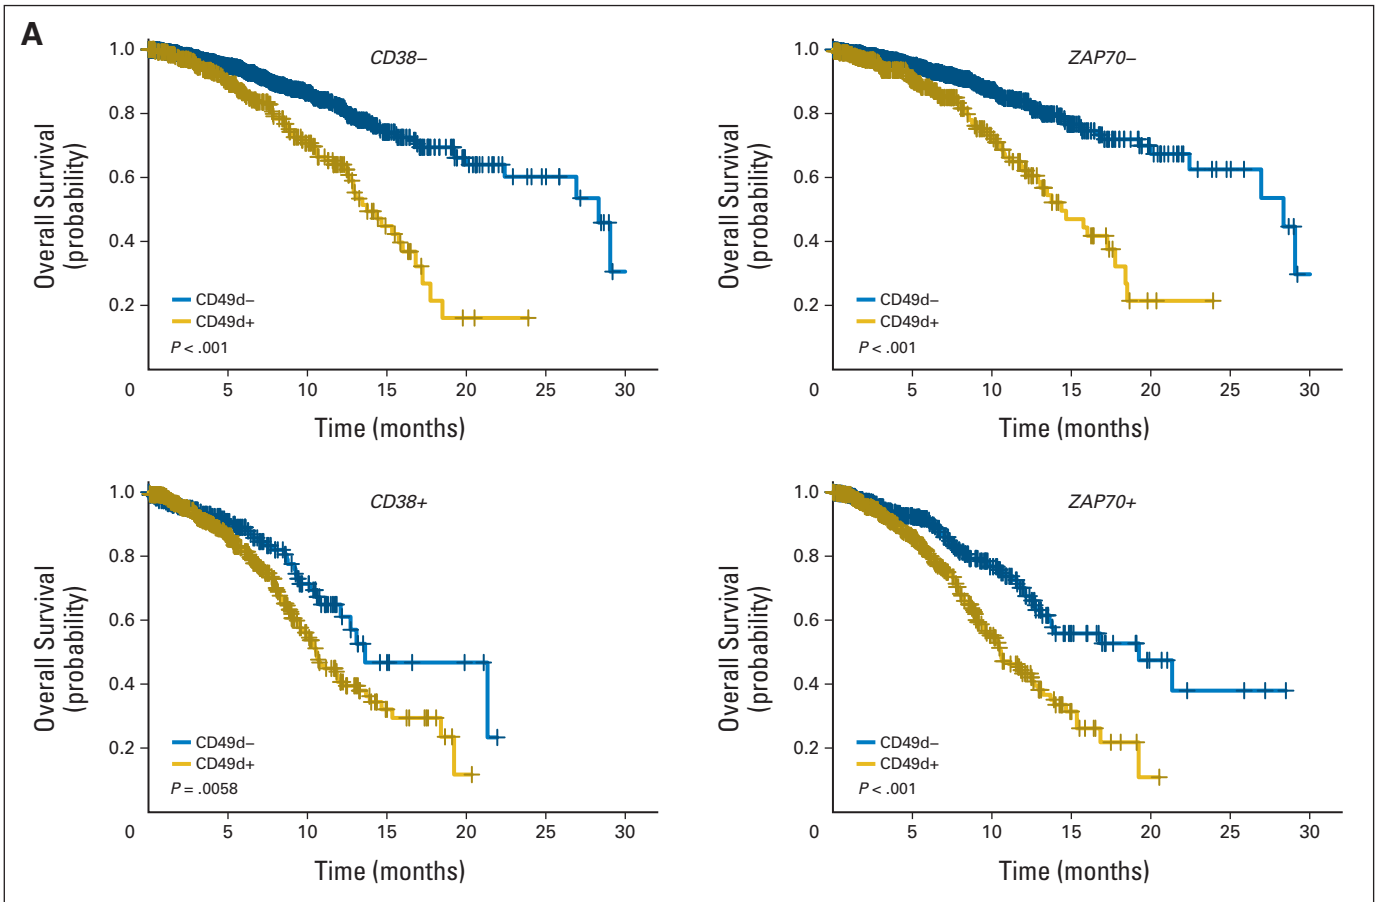 A
CD38–
1.0
0.8
0.6
0.4
0.2
0
5
10
15
20
25
30
Overall Survival
(probability)
Time (months)
CD49d–
CD49d+
P < .001
ZAP70–
1.0
0.8
0.6
0.4
0.2
0
5
10
15
20
25
30
Overall Survival
(probability)
Time (months)
CD49d–
CD49d+
P < .001
CD38+
1.0
0.8
0.6
0.4
0.2
0
5
10
15
20
25
30
Overall Survival
(probability)
Time (months)
CD49d–
CD49d+
P = .0058
ZAP70+
1.0
0.8
0.6
0.4
0.2
0
5
10
15
20
25
30
Overall Survival
(probability)
Time (months)
CD49d–
CD49d+
P < .001